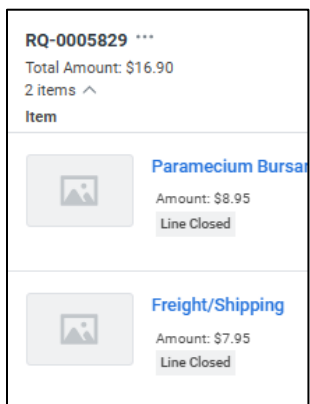 RQ-0005829 ...
Total Amount: $16.90
2 items
Item
Paramecium Bursar
Amount: $8.95
Line Closed
Freight/Shipping
Amount: $7.95
Line Closed